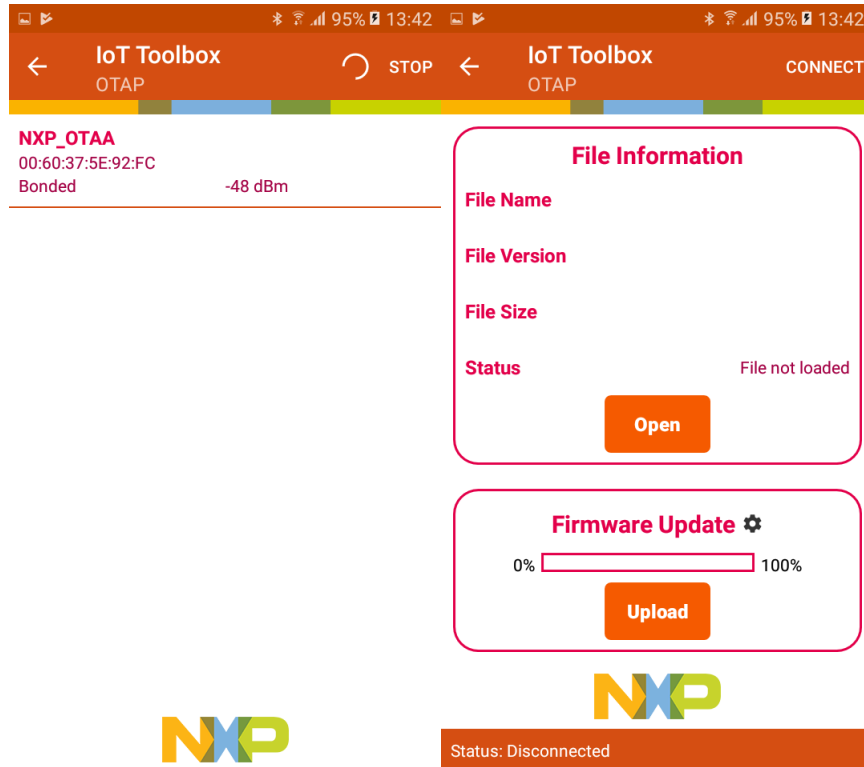 95% 13:42
IoT Toolbox
OTAP
STOP
NXP_OTAA
00:60:37:5E:92:FC
Bonded -48 dBm
NXP
95% 13:42
IoT Toolbox
OTAP
CONNECT
File Information
File Name
File Version
File Size
Status File not loaded
Open
Firmware Update
0% 100%
Upload
NXP
Status: Disconnected